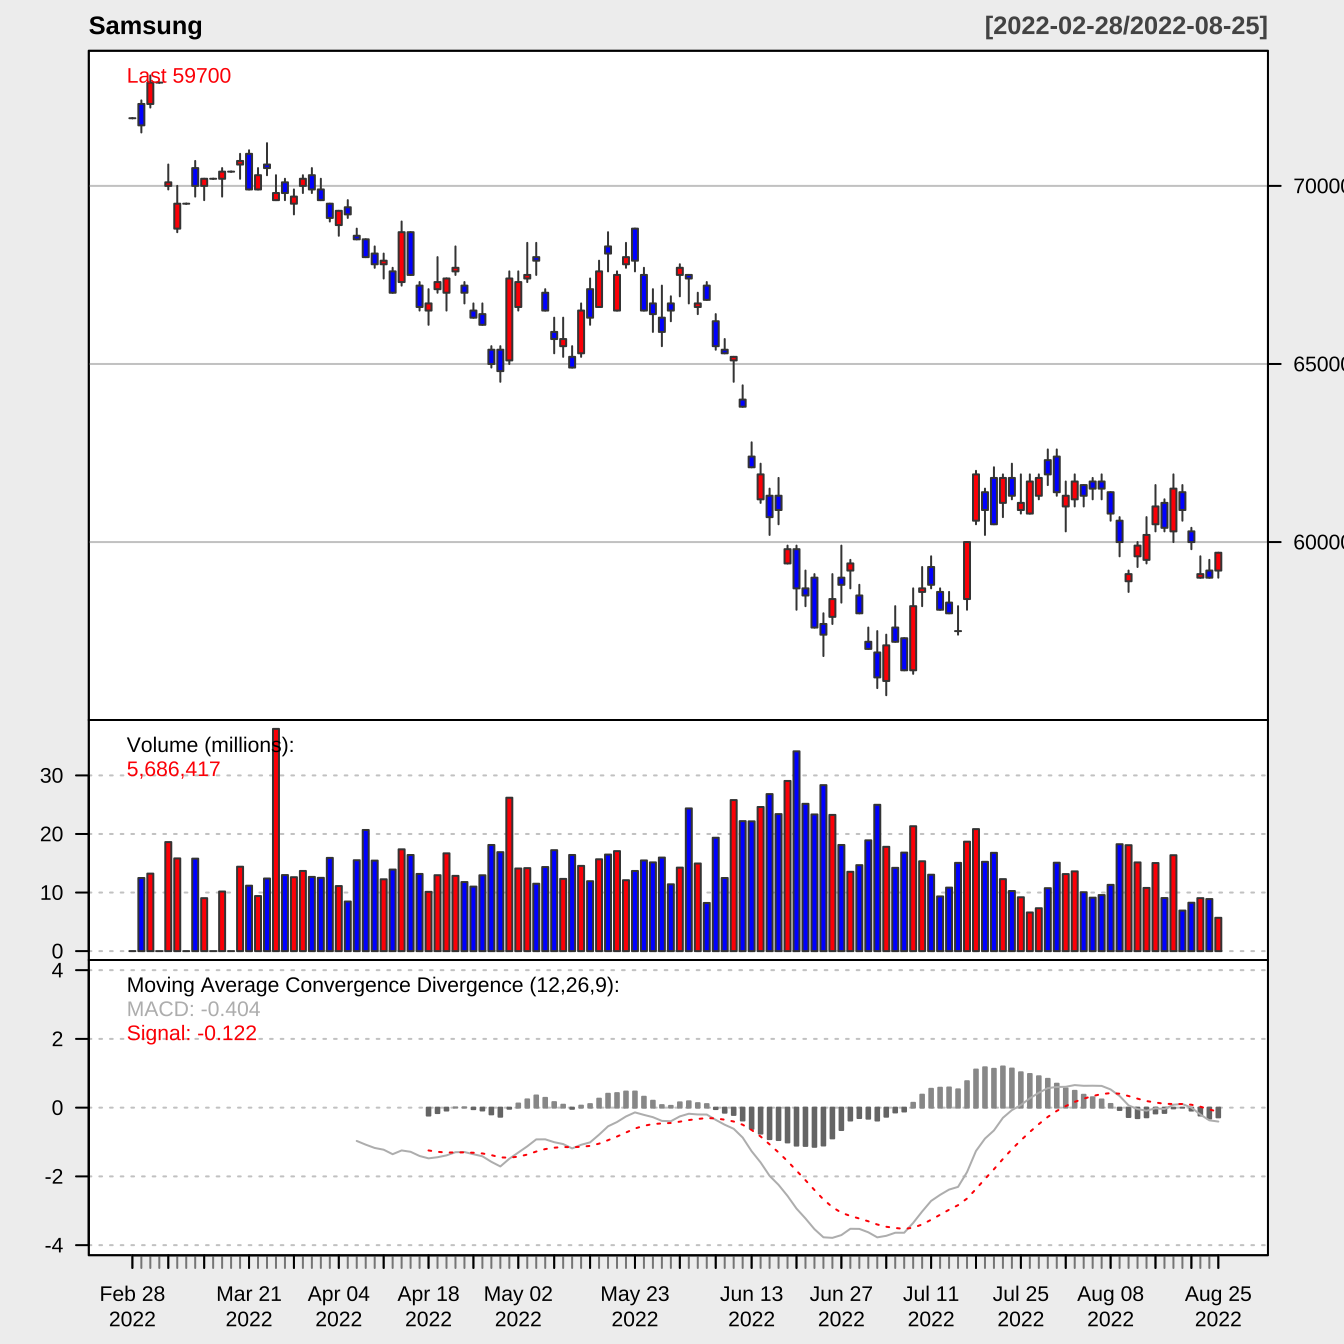 Samsung
[2022-02-28/2022-08-25]
Last 59700
70000
65000
60000
Volume (millions):
5,686,417
30
20
10
0
Moving Average Convergence Divergence (12,26,9):
MACD: -0.404
Signal: -0.122
4
2
0
-2
-4
Feb 28 2022
Mar 21 2022
Apr 04 2022
Apr 18 2022
May 02 2022
May 23 2022
Jun 13 2022
Jun 27 2022
Jul 11 2022
Jul 25 2022
Aug 08 2022
Aug 25 2022